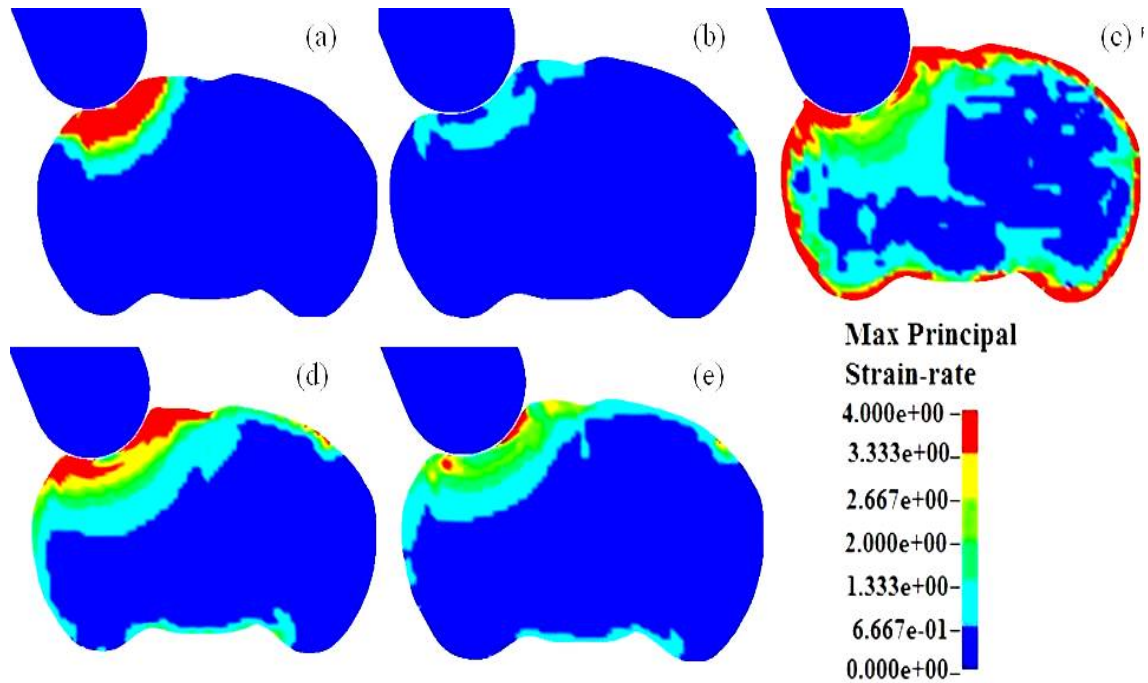 (a)
(b)
(c)
(d)
(e)
Max Principal
Strain-rate
4.000e+00
3.333e+00
2.667e+00
2.000e+00
1.333e+00
6.667e-01
0.000e+00